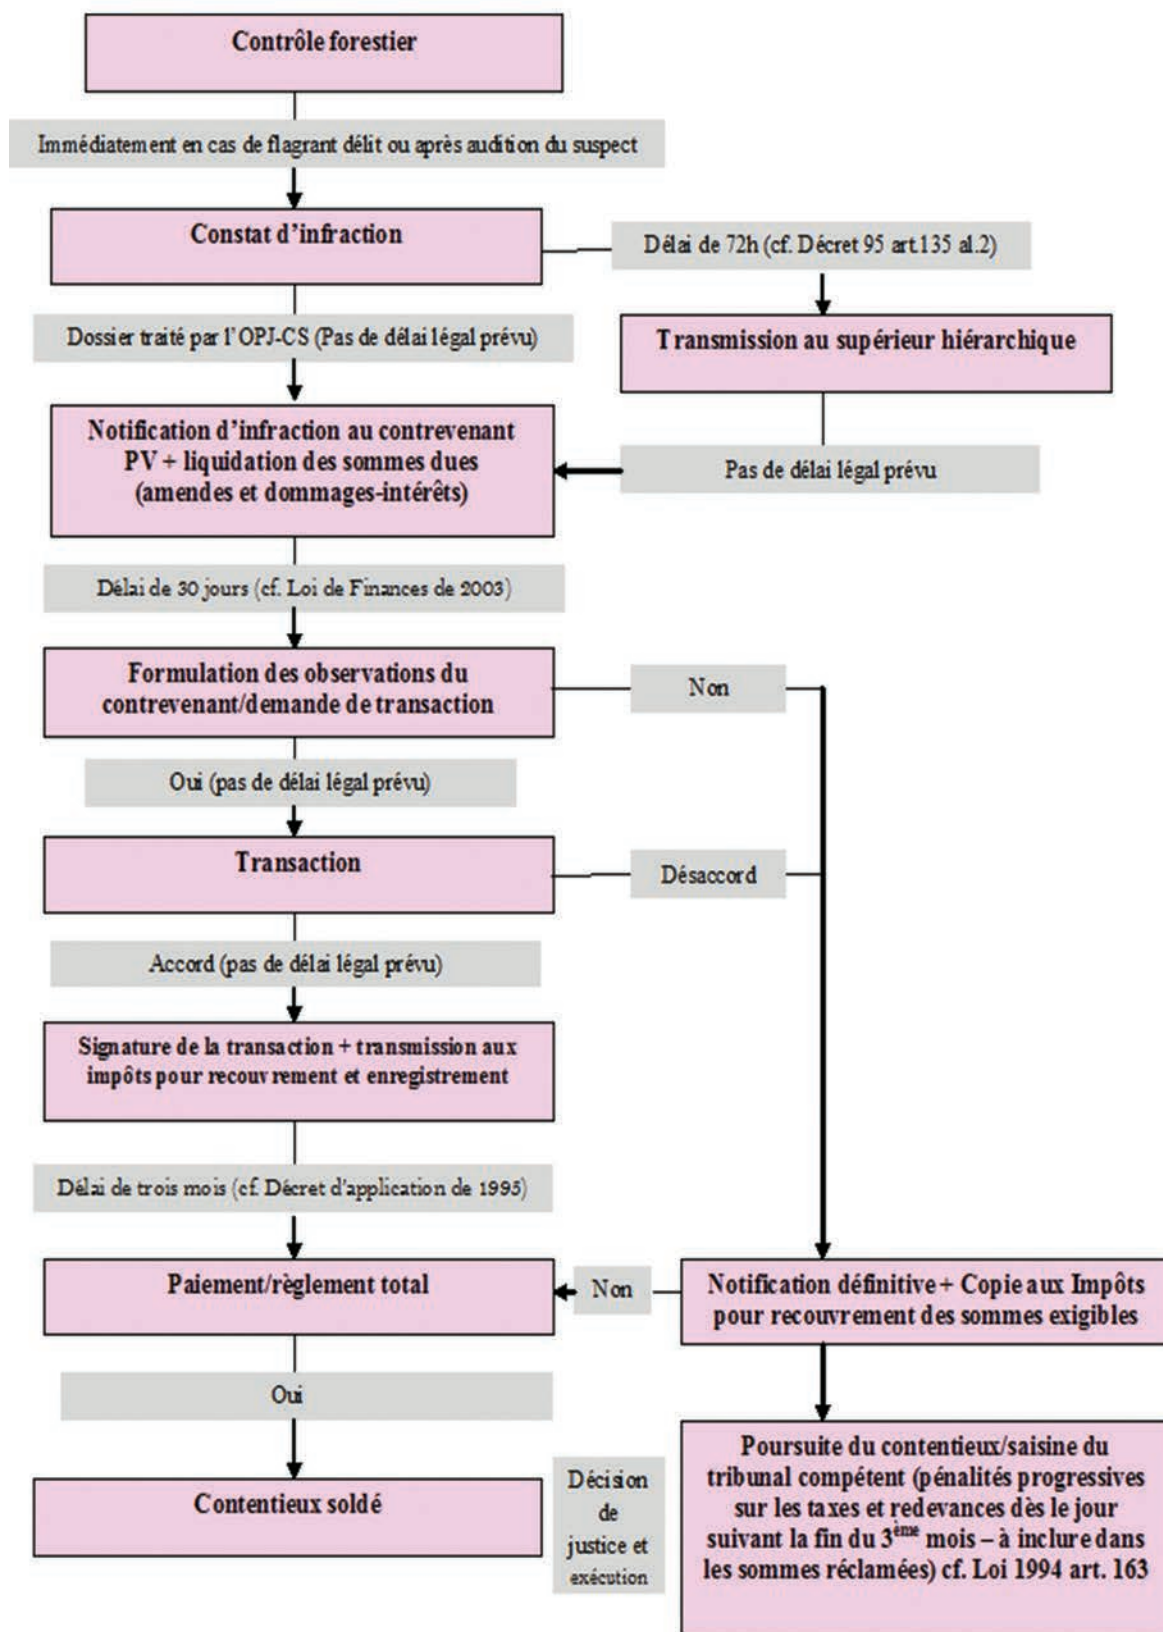 Contrôle forestier
Immédiatement en cas de flagrant délit ou après audition du suspect
Constat d'infraction
Délai de 72h (cf. Décret 95 art.135 al.2)
Dossier traité par l'OPJ-CS (Pas de délai légal prévu)
Transmission au supérieur hiérarchique
Notification d'infraction au contrevenant
PV + liquidation des sommes dues
(amendes et dommages-intérêts)
Pas de délai légal prévu
Délai de 30 jours (cf. Loi de Finances de 2003)
Formulation des observations du
contrevenant/demande de transaction
Non
Oui (pas de délai légal prévu)
Transaction
Désaccord
Accord (pas de délai légal prévu)
Signature de la transaction + transmission aux
impôts pour recouvrement et enregistrement
Délai de trois mois (cf. Décret d'application de 1995)
Paiement/règlement total
Non
Notification définitive + Copie aux Impôts
pour recouvrement des sommes exigibles
Oui
Contentieux soldé
Décision
de
justice et
exécution
Poursuite du contentieux/saisine du
tribunal compétent (pénalités progressives
sur les taxes et redevances dès le jour
suivant la fin du 3ème mois – à inclure dans
les sommes réclamées) cf. Loi 1994 art. 163